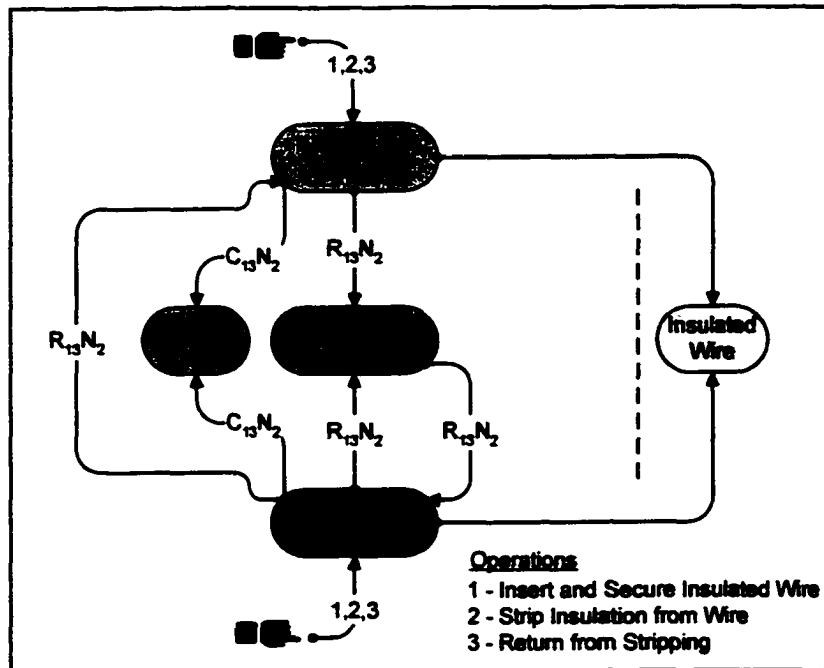 1,2,3
C₁₃N₂
R₁₃N₂
R₁₃N₂
Insulated
Wire
C₁₃N₂
R₁₃N₂
R₁₃N₂
1,2,3
Operations
1 - Insert and Secure Insulated Wire
2 - Strip Insulation from Wire
3 - Return from Stripping